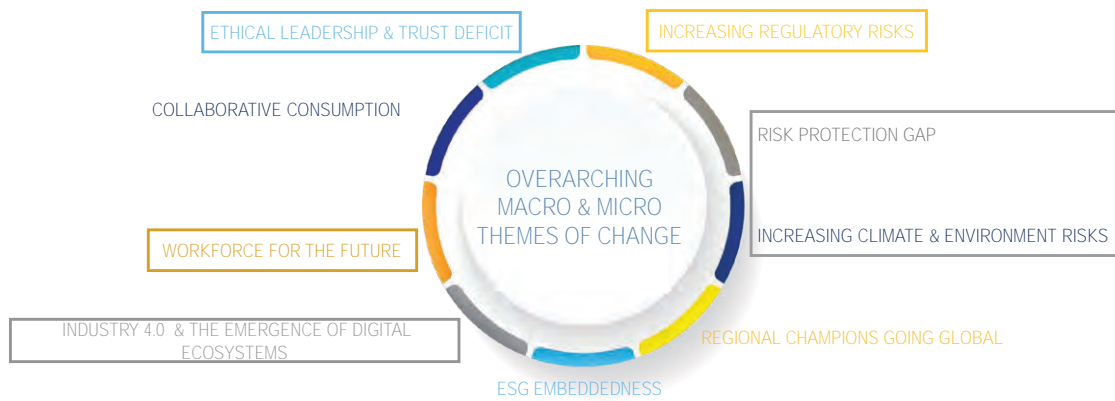 ETHICAL LEADERSHIP & TRUST DEFICIT
INCREASING REGULATORY RISKS
COLLABORATIVE CONSUMPTION
RISK PROTECTION GAP
OVERARCHING
MACRO & MICRO
THEMES OF CHANGE
WORKFORCE FOR THE FUTURE
INCREASING CLIMATE & ENVIRONMENT RISKS
INDUSTRY 4.0 & THE EMERGENCE OF DIGITAL
ECOSYSTEMS
REGIONAL CHAMPIONS GOING GLOBAL
ESG EMBEDDEDNESS